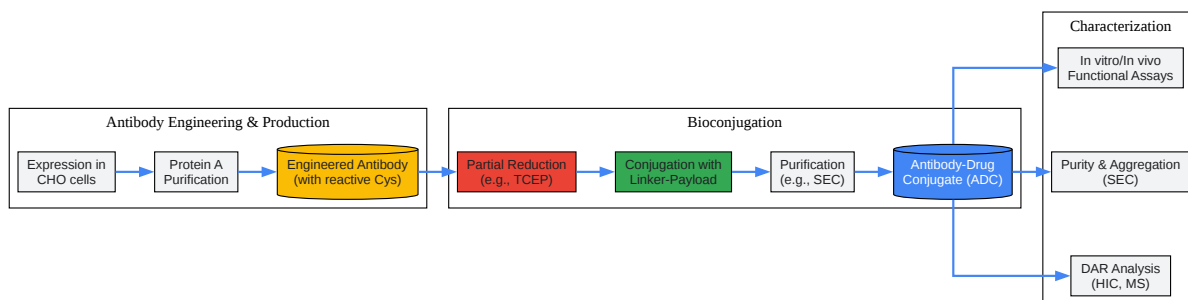 Antibody Engineering & Production
Expression in
CHO cells
Protein A
Purification
Engineered Antibody
(with reactive Cys)
Bioconjugation
Partial Reduction
(e.g., TCEP)
Conjugation with
Linker-Payload
Purification
(e.g., SEC)
Antibody-Drug
Conjugate (ADC)
Characterization
In vitro/In vivo
Functional Assays
Purity & Aggregation
(SEC)
DAR Analysis
(HIC, MS)